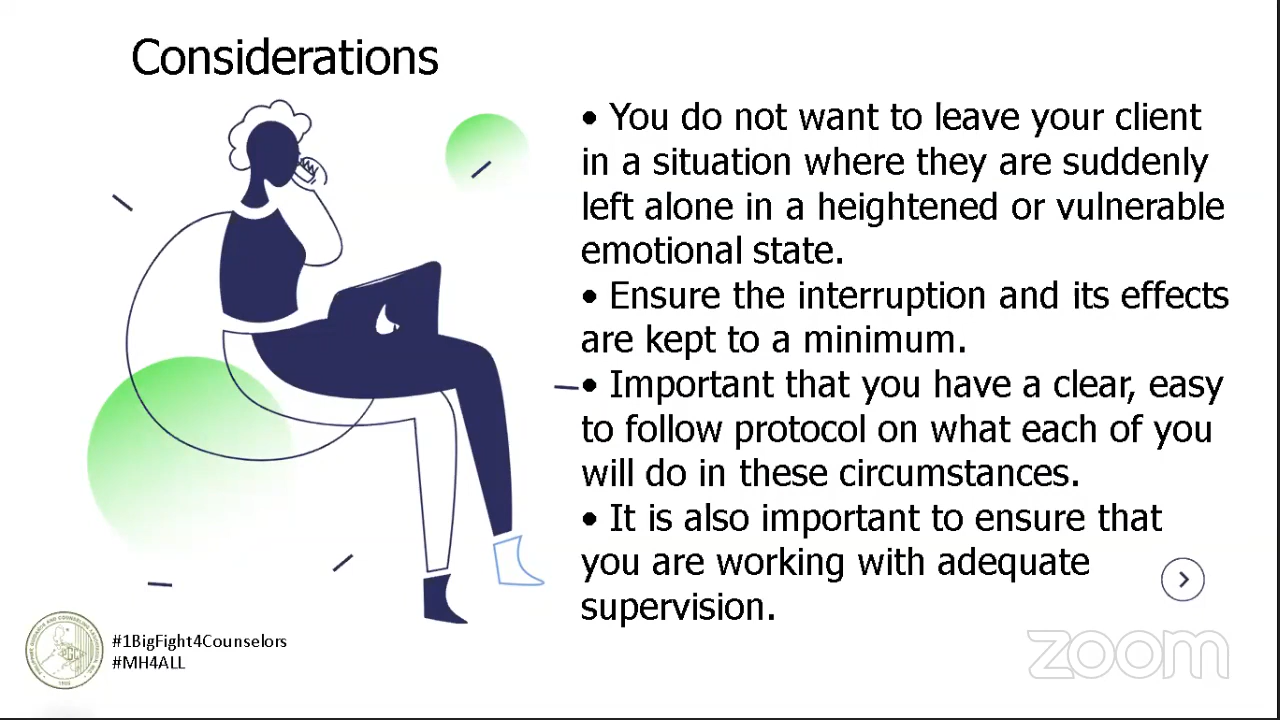 Considerations
• You do not want to leave your client
in a situation where they are suddenly
left alone in a heightened or vulnerable
emotional state.
• Ensure the interruption and its effects
are kept to a minimum.
• Important that you have a clear, easy
to follow protocol on what each of you
will do in these circumstances.
• It is also important to ensure that
you are working with adequate
supervision.
#1BigFight4Counselors
#MH4ALL
zoom